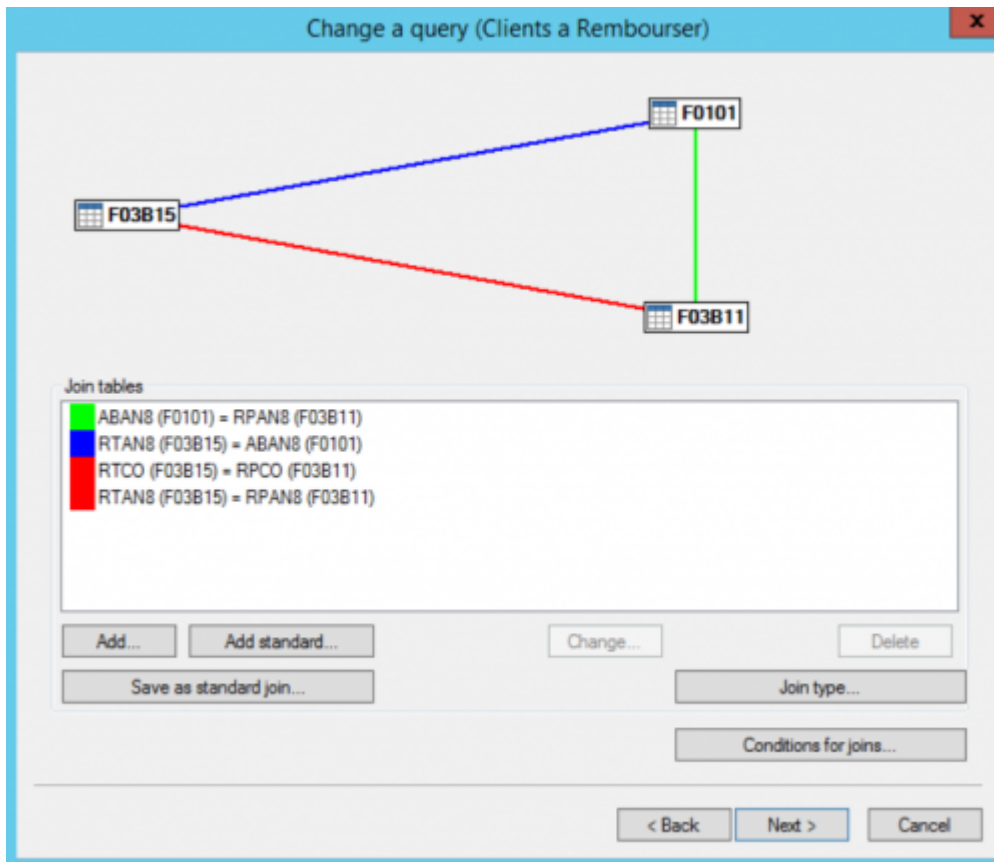 Change a query (Clients a Rembourser)
x
F0101
F03B15
F03B11
Join tables
ABAN8 (F0101) = RPAN8 (F03B11)
RTAN8 (F03B15) = ABAN8 (F0101)
RTCO (F03B15) = RPCO (F03B11)
RTAN8 (F03B15) = RPAN8 (F03B11)
Add... Add standard... Change... Delete
Save as standard join... Join type...
Conditions for joins...
< Back Next > Cancel